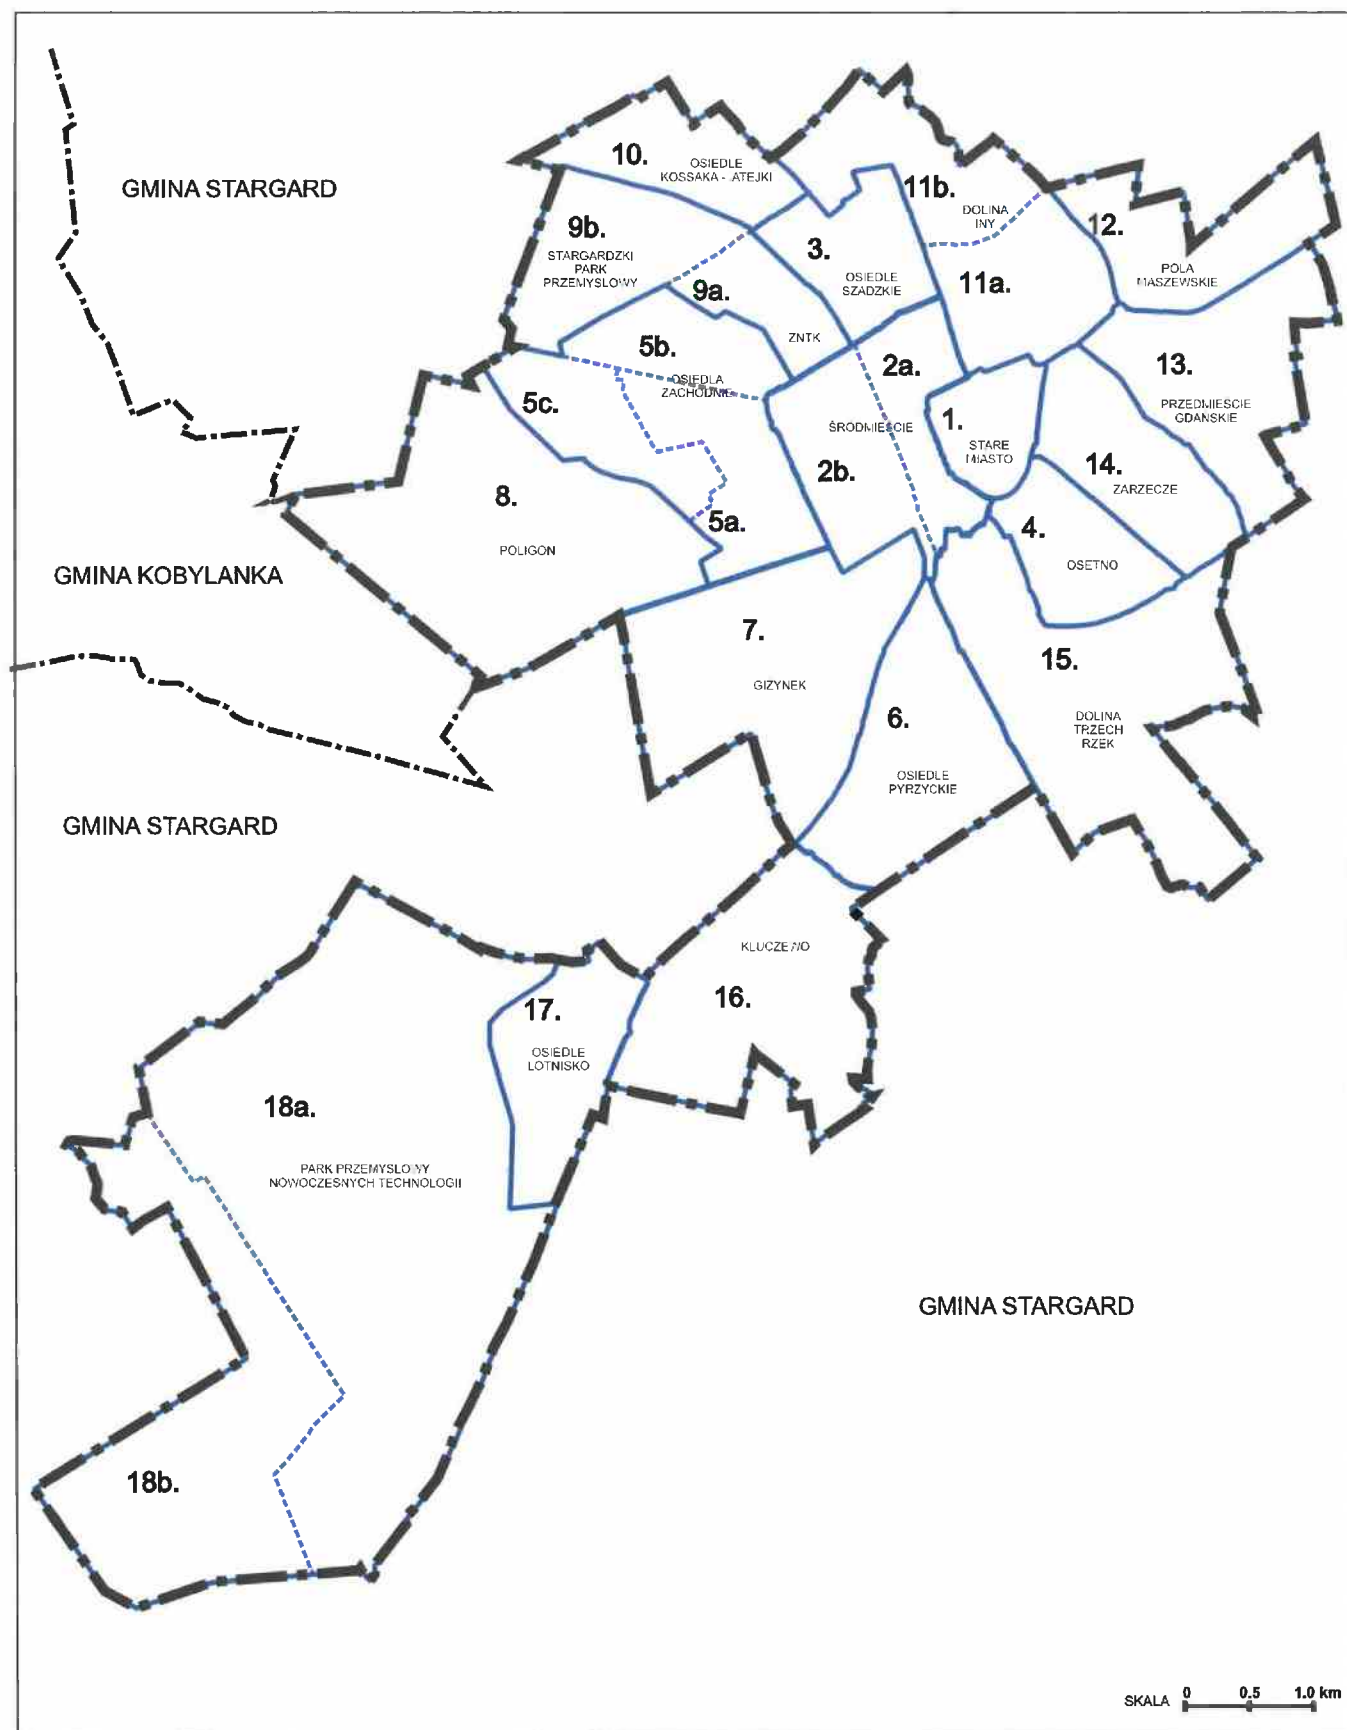 10.
OSIEDLE
KOSSAKA - .ATEJKI
GMINA STARGARD
11b.
DOLINA
INY
12.
9b.
STARGARDZKI
PARK
PRZEMYSLOWY
3.
OSIEDLE
SZADZKIE
POLA
MASZEWSKIE
11a.
9a.
ZNTK
5b.
OSIEDLA
ZACHODNIE
2a.
13.
PRZEDMIEŚCIE
GDAŃSKIE
5c.
ŚRODMIEŚCIE
1.
STARE
MIASTO
2b.
14.
ZARZECZE
8.
POLIGON
5a.
4.
OSETNO
GMINA KOBYLANKA
7.
GIZYNEK
15.
DOLINA
TRZECH
RZEK
6.
OSIEDLE
PYRZYCKIE
GMINA STARGARD
KLUCZEWO
16.
17.
OSIEDLE
LOTNISKO
18a.
PARK PRZEMYSLOWY
NOWOCZESNYCH TECHNOLOGII
GMINA STARGARD
18b.
SKALA 0 0.5 1.0 km